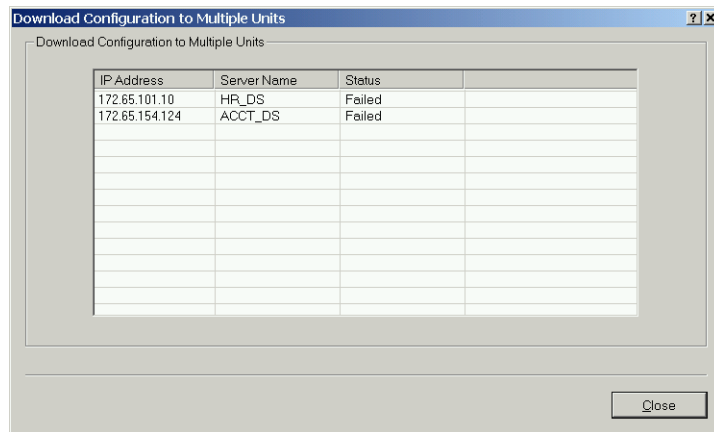 Download Configuration to Multiple Units
Download Configuration to Multiple Units
IP Address Server Name Status
172.65.101.10 HR_DS Failed
172.65.154.124 ACCT_DS Failed
Close